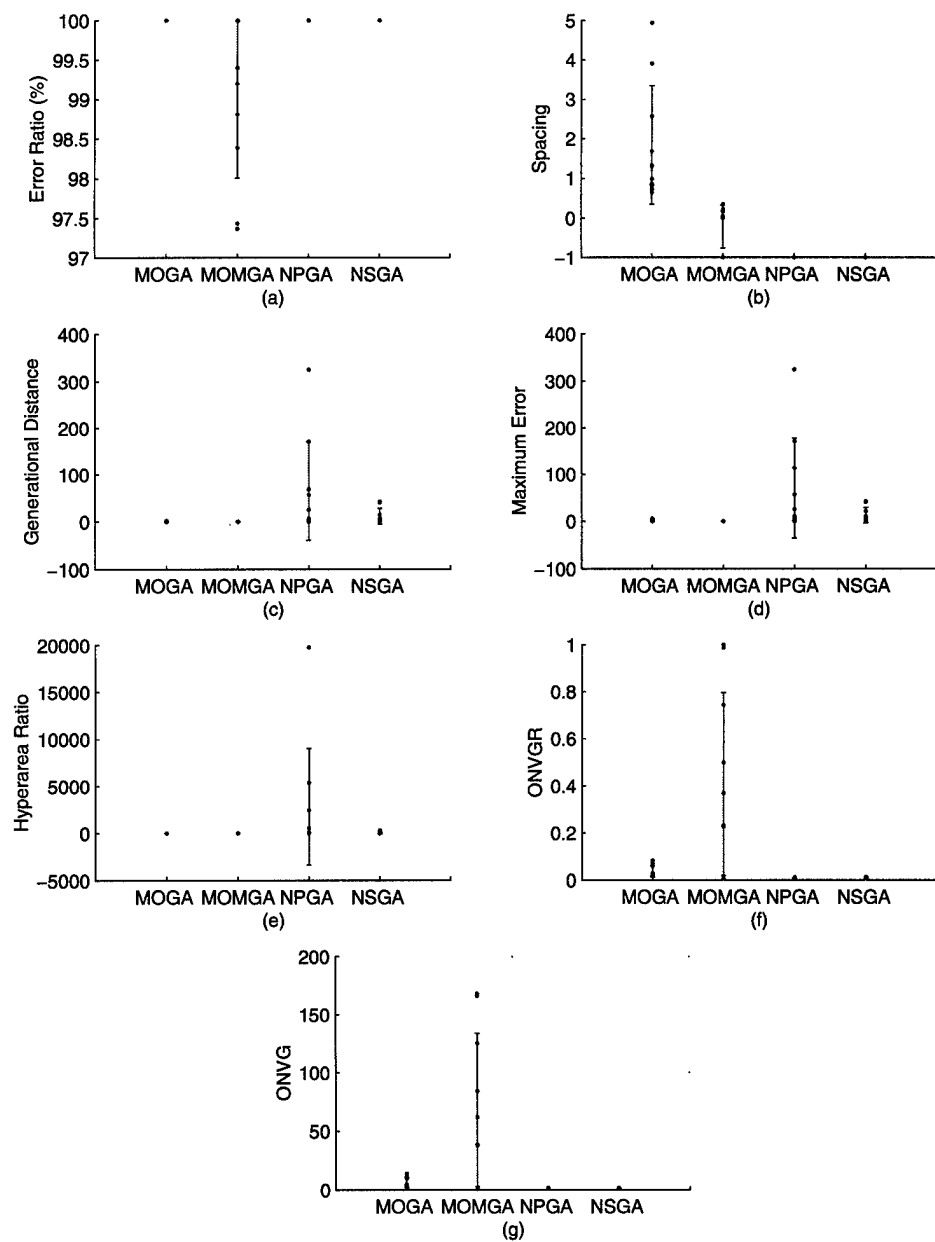 Error Ratio (%)
100
99.5
99
98.5
98
97.5
97
MOGA MOMGA NPGA NSGA
(a)
Spacing
5
4
3
2
1
0
−1
MOGA MOMGA NPGA NSGA
(b)
Generational Distance
400
300
200
100
0
−100
MOGA MOMGA NPGA NSGA
(c)
Maximum Error
400
300
200
100
0
−100
MOGA MOMGA NPGA NSGA
(d)
Hyperarea Ratio
20000
15000
10000
5000
0
−5000
MOGA MOMGA NPGA NSGA
(e)
ONVGR
1
0.8
0.6
0.4
0.2
0
MOGA MOMGA NPGA NSGA
(f)
ONVG
200
150
100
50
0
MOGA MOMGA NPGA NSGA
(g)